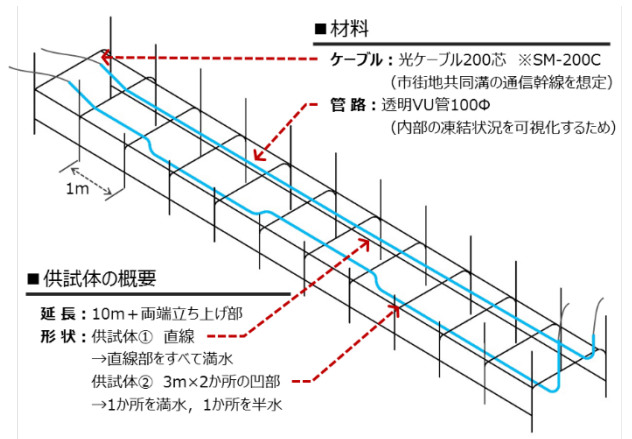 ■材料
ケーブル：光ケーブル200芯 ※SM-200C
(市街地共同溝の通信幹線を想定)
管 路：透明VU管100Φ
(内部の凍結状況を可視化するため)
1m
■供試体の概要
延 長：10m＋両端立ち上げ部
形 状：供試体① 直線
→直線部をすべて満水
供試体② 3m×2か所の凹部
→1か所を満水，1か所を半水